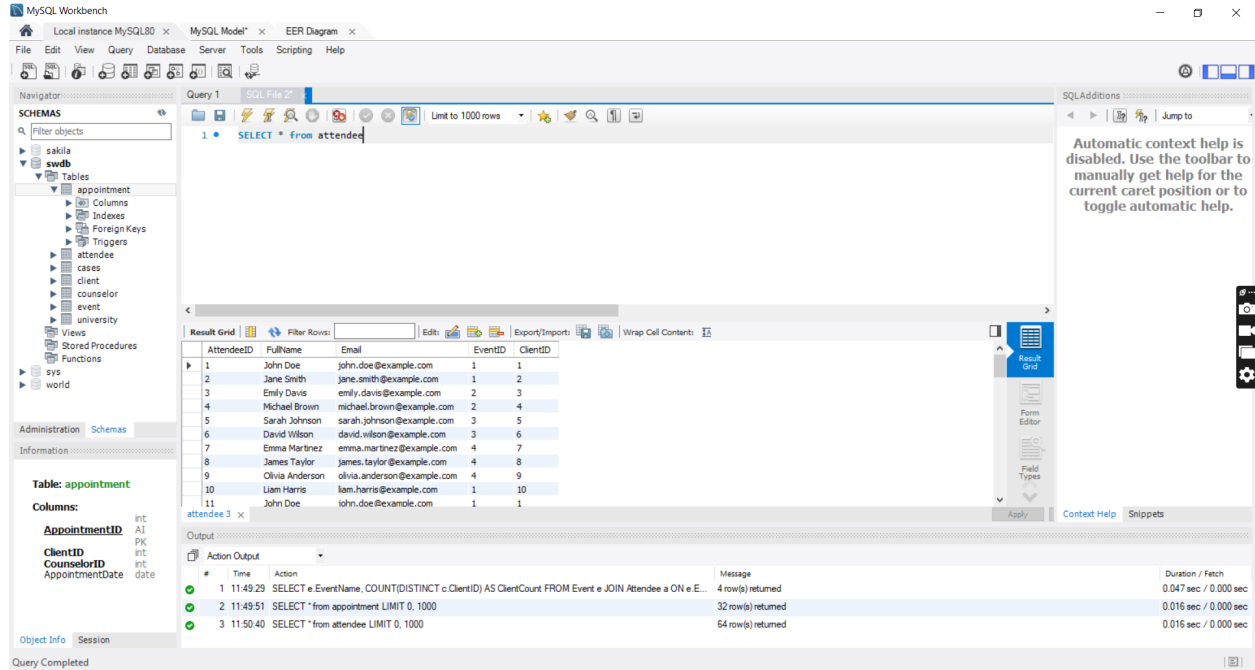 MySQL Workbench
Local instance MySQL80 × MySQL Model* × EER Diagram ×
File Edit View Query Database Server Tools Scripting Help
Navigator
SCHEMAS
Filter objects
sakila
swdb
Tables
appointment
Columns
Indexes
Foreign Keys
Triggers
attendee
cases
client
counselor
event
university
Views
Stored Procedures
Functions
sys
world
Administration Schemas
Information
Table: appointment
Columns:
AppointmentID int AI PK
ClientID int
CounselorID int
AppointmentDate date
Object Info Session
Query 1 SQL File 2* ×
Limit to 1000 rows
1 SELECT * from attendee
Result Grid Filter Rows: Edit: Export/Import: Wrap Cell Content:
AttendeeID FullName Email EventID ClientID
1 John Doe john.doe@example.com 1 1
2 Jane Smith jane.smith@example.com 1 2
3 Emily Davis emily.davis@example.com 2 3
4 Michael Brown michael.brown@example.com 2 4
5 Sarah Johnson sarah.johnson@example.com 3 5
6 David Wilson david.wilson@example.com 3 6
7 Emma Martinez emma.martinez@example.com 4 7
8 James Taylor james.taylor@example.com 4 8
9 Olivia Anderson olivia.anderson@example.com 4 9
10 Liam Harris liam.harris@example.com 1 10
11 John Doe john.doe@example.com 1 1
Result Grid
Form Editor
Field Types
attendee 3 × Apply
Output
Action Output
# Time Action Message Duration / Fetch
1 11:49:29 SELECT e.EventName, COUNT(DISTINCT c.ClientID) AS ClientCount FROM Event e JOIN Attendee a ON e.E... 4 row(s) returned 0.047 sec / 0.000 sec
2 11:49:51 SELECT * from appointment LIMIT 0, 1000 32 row(s) returned 0.016 sec / 0.000 sec
3 11:50:40 SELECT * from attendee LIMIT 0, 1000 64 row(s) returned 0.016 sec / 0.000 sec
SQLAdditions
Jump to
Automatic context help is
disabled. Use the toolbar to
manually get help for the
current caret position or to
toggle automatic help.
Context Help Snippets
Query Completed